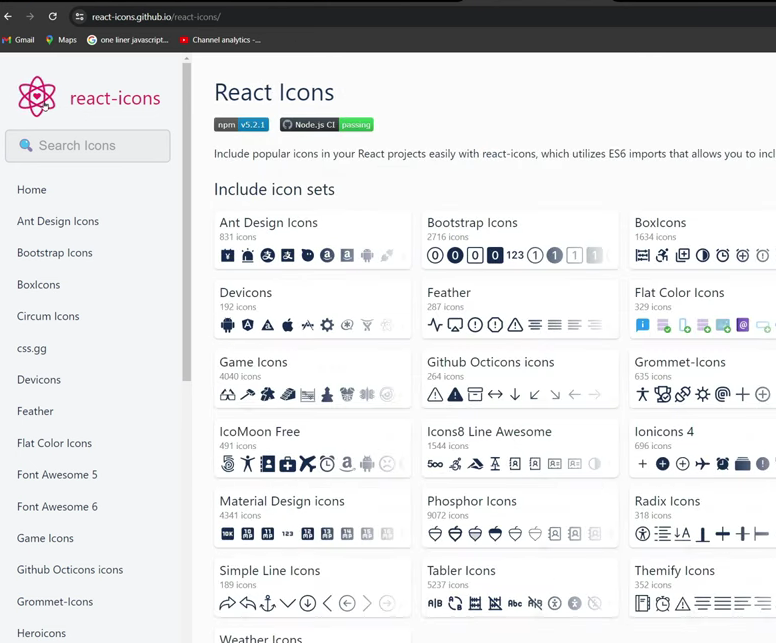 react-icons.github.io/react-icons/
Gmail
Maps
one liner javascript...
Channel analytics -...
react-icons
Search Icons
Home
Ant Design Icons
Bootstrap Icons
BoxIcons
Circum Icons
css.gg
Devicons
Feather
Flat Color Icons
Font Awesome 5
Font Awesome 6
Game Icons
Github Octicons icons
Grommet-Icons
Heroicons
React Icons
npm v5.2.1 Node.js CI passing
Include popular icons in your React projects easily with react-icons, which utilizes ES6 imports that allows you to incl
Include icon sets
Ant Design Icons
831 icons
Bootstrap Icons
2716 icons
123
BoxIcons
1634 icons
Devicons
192 icons
Feather
287 icons
Flat Color Icons
329 icons
Game Icons
4040 icons
Github Octicons icons
264 icons
Grommet-Icons
635 icons
IcoMoon Free
491 icons
Icons8 Line Awesome
1544 icons
Ionicons 4
696 icons
Material Design icons
4341 icons
123
Phosphor Icons
9072 icons
Radix Icons
318 icons
Simple Line Icons
189 icons
Tabler Icons
5237 icons
Themify Icons
352 icons
Weather Icons